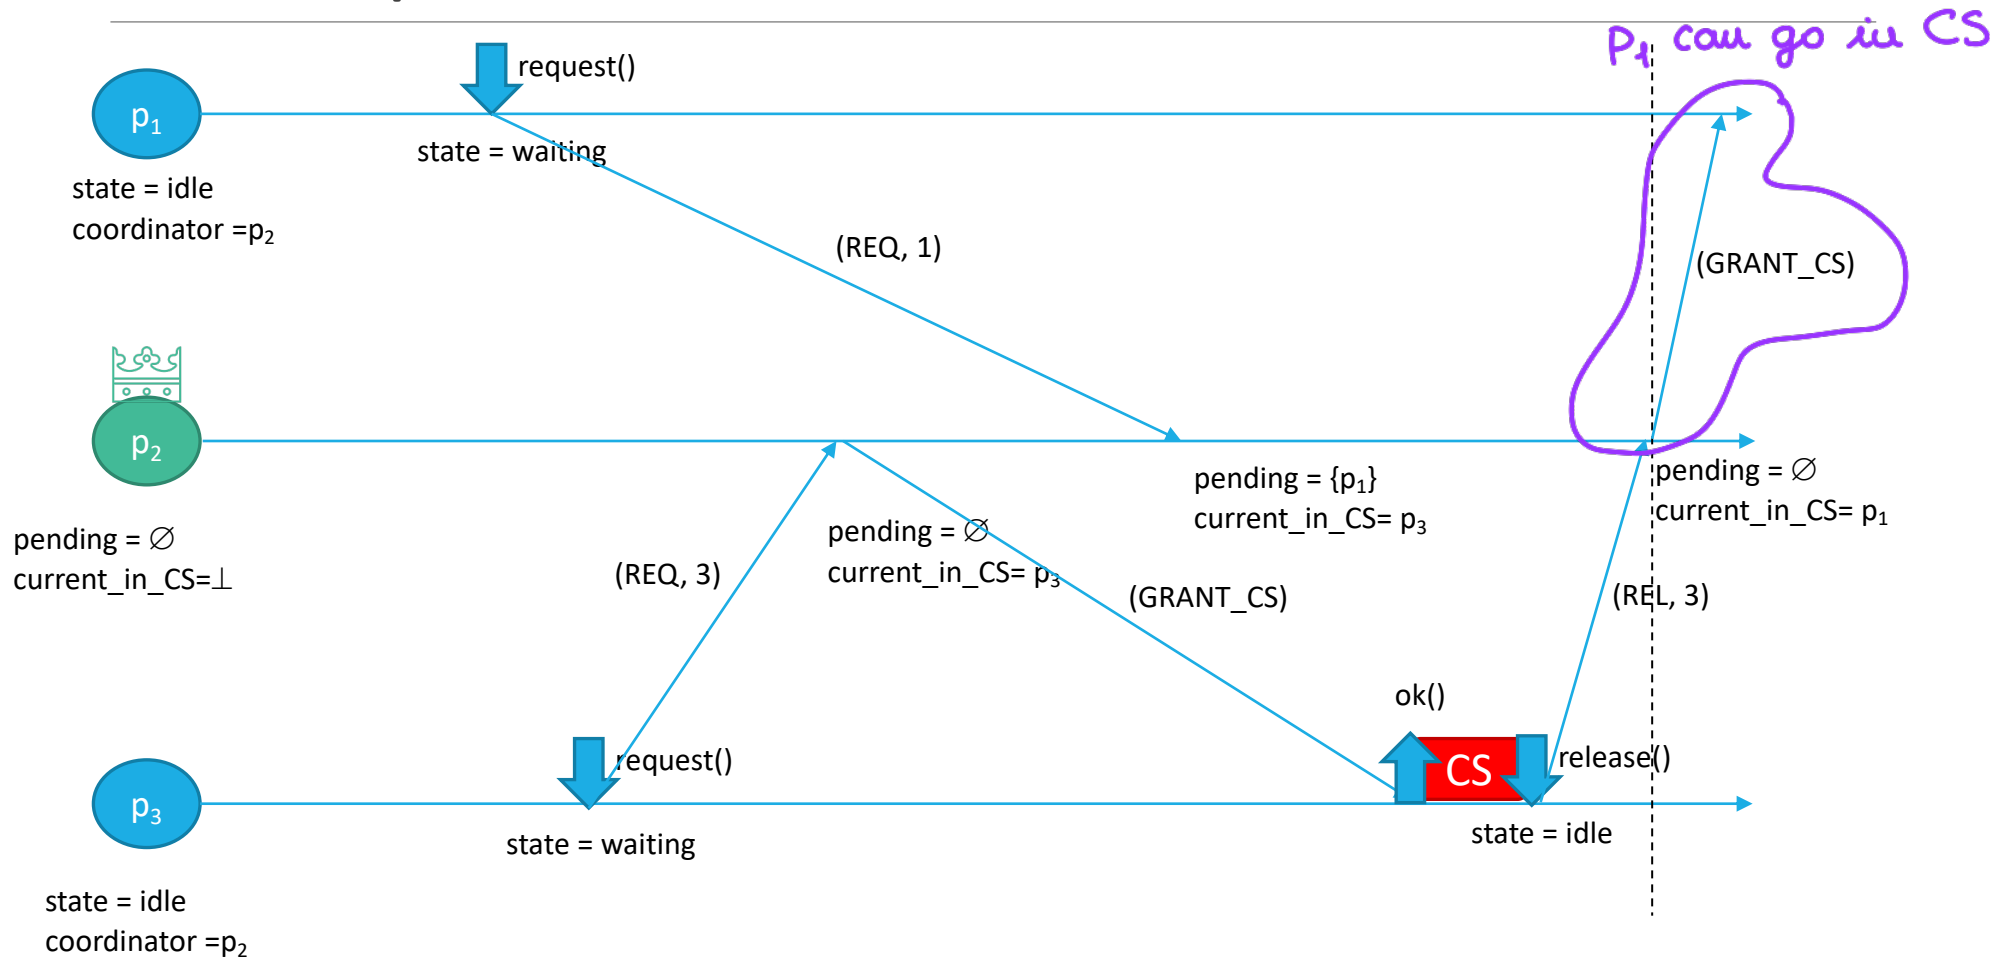 P₁ can go in CS
request()
p₁
state = waiting
state = idle
coordinator =p₂
(REQ, 1)
(GRANT_CS)
p₂
pending = ∅
current_in_CS= p₁
pending = {p₁}
current_in_CS= p₃
pending = ∅
current_in_CS= p₃
pending = ∅
current_in_CS=⊥
(REQ, 3)
(GRANT_CS)
(REL, 3)
ok()
request()
CS
release()
p₃
state = waiting
state = idle
state = idle
coordinator =p₂